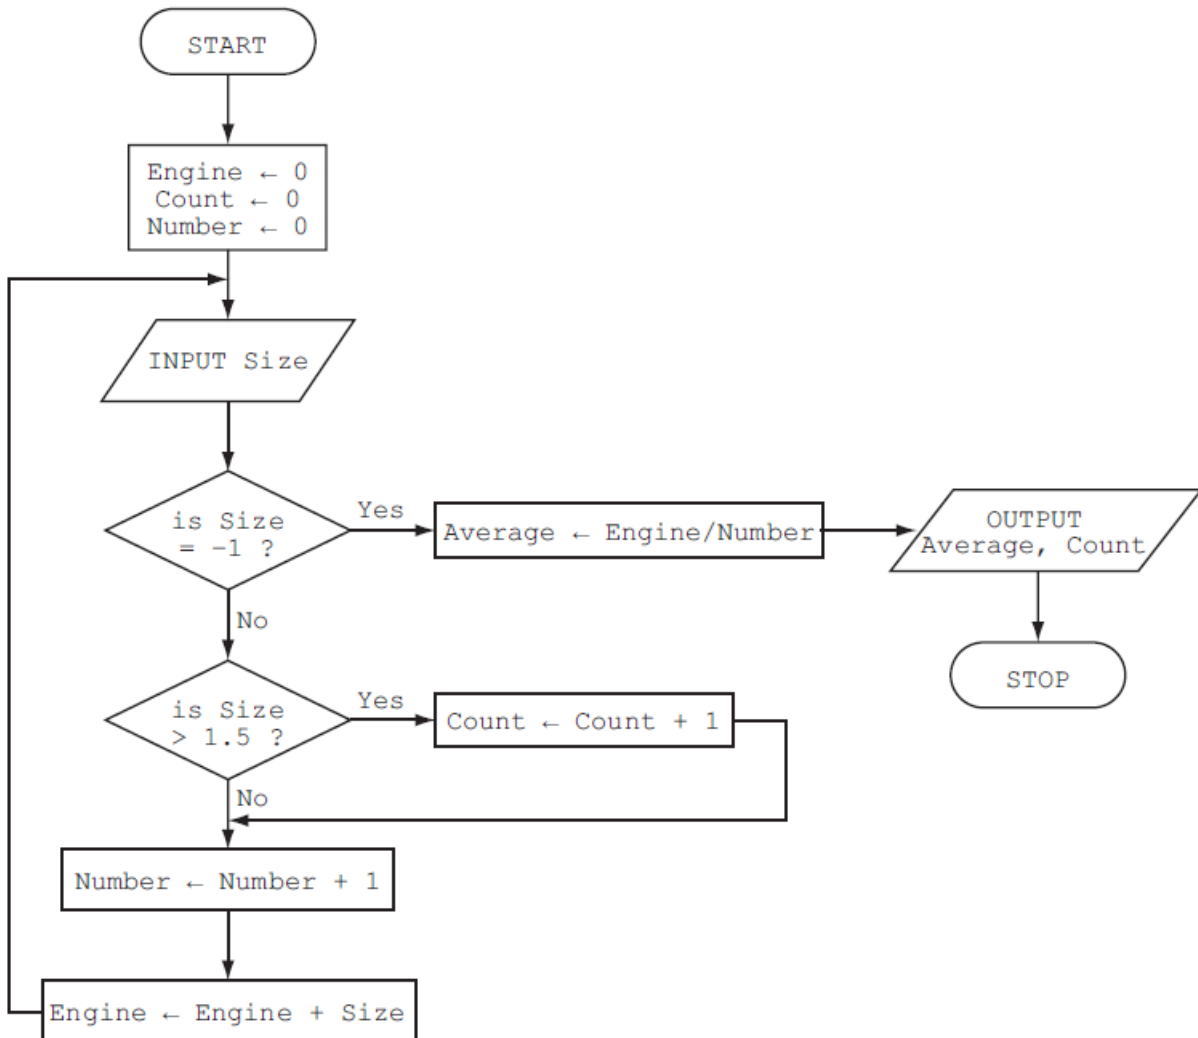 START
Engine ← 0
Count ← 0
Number ← 0
INPUT Size
is Size
= −1 ?
Yes
Average ← Engine/Number
OUTPUT
Average, Count
STOP
No
is Size
> 1.5 ?
Yes
Count ← Count + 1
No
Number ← Number + 1
Engine ← Engine + Size